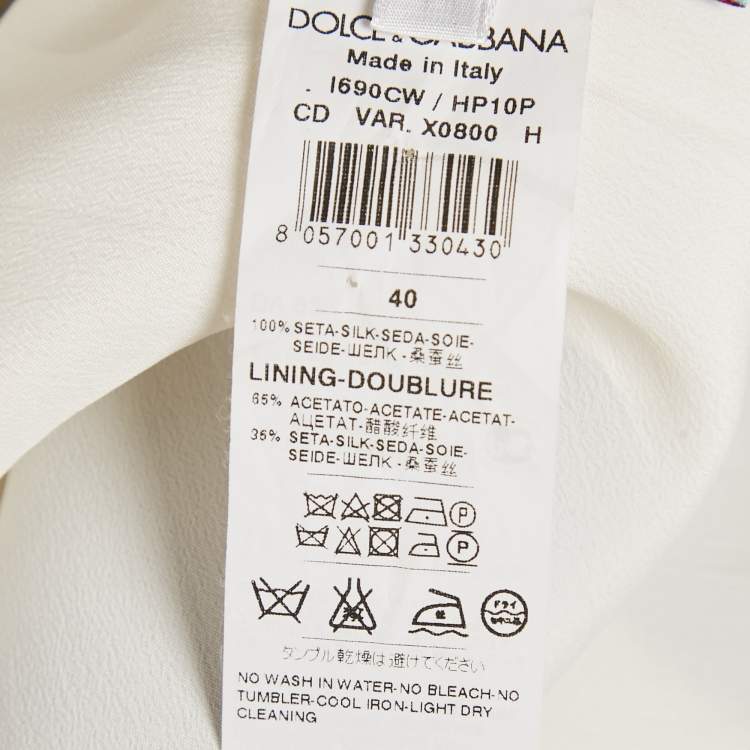 DOLCE&GABBANA
Made in Italy
I690CW / HP10P
CD VAR. X0800 H
8 057001 330430
40
100% SETA-SILK-SEDA-SOIE-
SEIDE-ШЕЛК-桑蚕丝
LINING-DOUBLURE
65% ACETATO-ACETATE-ACETAT-
АЦЕТАТ-醋酸纤维
35% SETA-SILK-SEDA-SOIE-
SEIDE-ШЕЛК-桑蚕丝
P
P
ドライ
タンブル乾燥は避けてください
NO WASH IN WATER-NO BLEACH-NO
TUMBLER-COOL IRON-LIGHT DRY
CLEANING